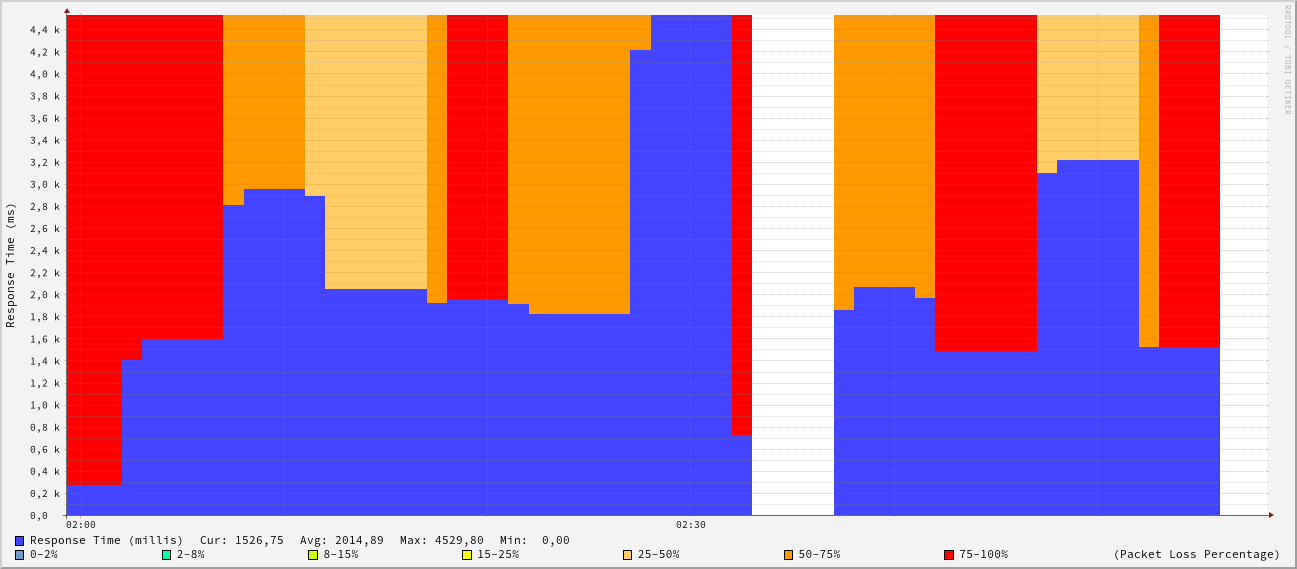 RRDTOOL / TOBI OETIKER
Response Time (ms)
4,4 k
4,2 k
4,0 k
3,8 k
3,6 k
3,4 k
3,2 k
3,0 k
2,8 k
2,6 k
2,4 k
2,2 k
2,0 k
1,8 k
1,6 k
1,4 k
1,2 k
1,0 k
0,8 k
0,6 k
0,4 k
0,2 k
0,0
02:00 02:30
Response Time (millis) Cur: 1526,75 Avg: 2014,89 Max: 4529,80 Min: 0,00
0-2% 2-8% 8-15% 15-25% 25-50% 50-75% 75-100% (Packet Loss Percentage)